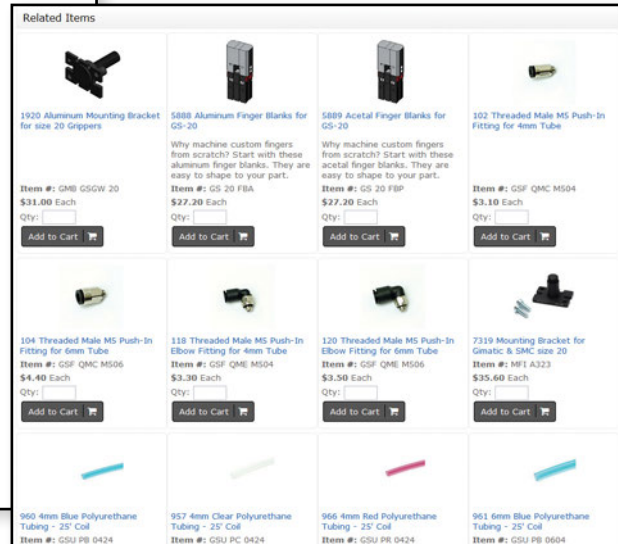 Related Items
1920 Aluminum Mounting Bracket
for size 20 Grippers
Item #: GMB GSGW 20
$31.00 Each
Qty:
Add to Cart
5888 Aluminum Finger Blanks for
GS-20
Why machine custom fingers
from scratch? Start with these
aluminum finger blanks. They are
easy to shape to your part.
Item #: GS 20 FBA
$27.20 Each
Qty:
Add to Cart
5889 Acetal Finger Blanks for
GS-20
Why machine custom fingers
from scratch? Start with these
acetal finger blanks. They are
easy to shape to your part.
Item #: GS 20 FBP
$27.20 Each
Qty:
Add to Cart
102 Threaded Male M5 Push-In
Fitting for 4mm Tube
Item #: GSF QMC M504
$3.10 Each
Qty:
Add to Cart
104 Threaded Male M5 Push-In
Fitting for 6mm Tube
Item #: GSF QMC M506
$4.40 Each
Qty:
Add to Cart
118 Threaded Male M5 Push-In
Elbow Fitting for 4mm Tube
Item #: GSF QME M504
$3.30 Each
Qty:
Add to Cart
120 Threaded Male M5 Push-In
Elbow Fitting for 6mm Tube
Item #: GSF QME M506
$3.50 Each
Qty:
Add to Cart
7319 Mounting Bracket for
Gimatic & SMC size 20
Item #: MFI A323
$35.60 Each
Qty:
Add to Cart
960 4mm Blue Polyurethane
Tubing - 25' Coil
Item #: GSU PB 0424
957 4mm Clear Polyurethane
Tubing - 25' Coil
Item #: GSU PC 0424
966 4mm Red Polyurethane
Tubing - 25' Coil
Item #: GSU PR 0424
961 6mm Blue Polyurethane
Tubing - 25' Coil
Item #: GSU PB 0604